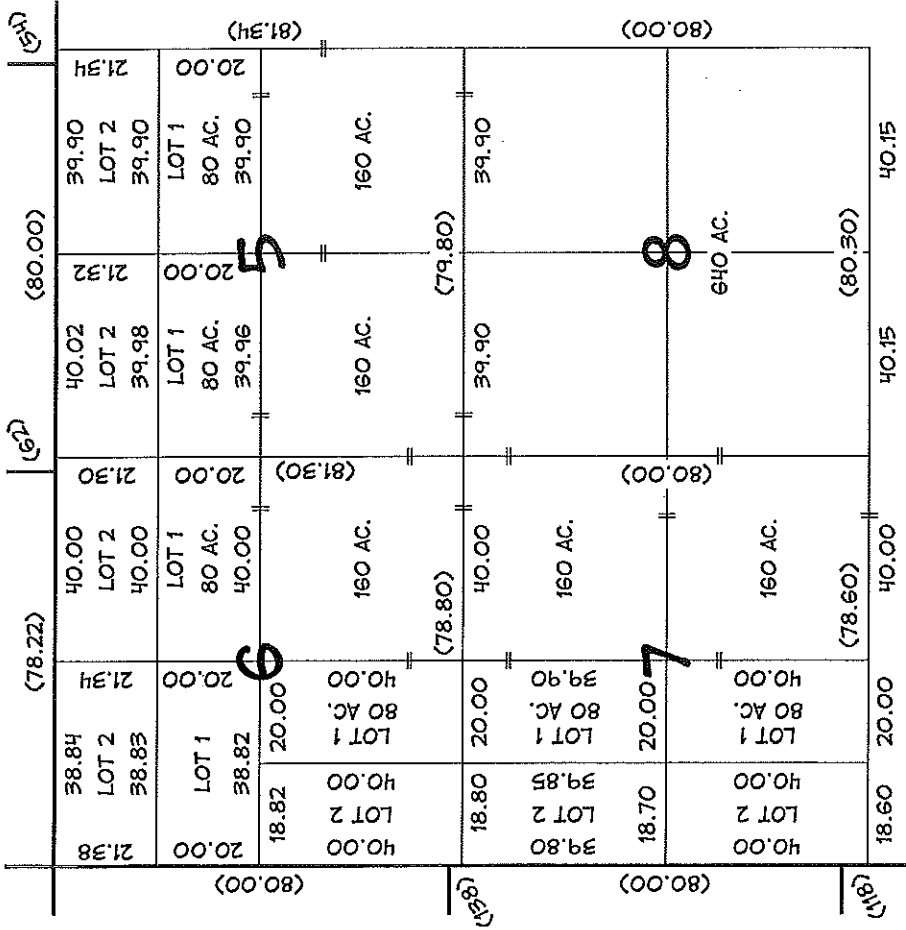 (54)
(78.22)
(62)
(80.00)
38.84
LOT 2
38.83
21.38
21.34
40.00
LOT 2
40.00
21.30
40.02
LOT 2
39.98
21.32
39.90
LOT 2
39.90
21.34
(81.34)
LOT 1
38.82
20.00
20.00
LOT 1
80 AC.
40.00
20.00
LOT 1
80 AC.
39.96
20.00
LOT 1
80 AC.
39.90
20.00
6
5
(80.00)
18.82
20.00
40.00
LOT 2
40.00
LOT 1
80 AC.
40.00
160 AC.
(81.30)
160 AC.
160 AC.
(78.80)
(79.80)
(138)
18.80
20.00
40.00
39.90
39.90
39.80
LOT 2
39.85
LOT 1
80 AC.
39.90
160 AC.
(80.00)
(80.00)
(80.00)
18.70
20.00
7
8
640 AC.
40.00
LOT 2
40.00
LOT 1
80 AC.
40.00
160 AC.
(78.60)
(80.30)
(118)
18.60
20.00
40.00
40.15
40.15